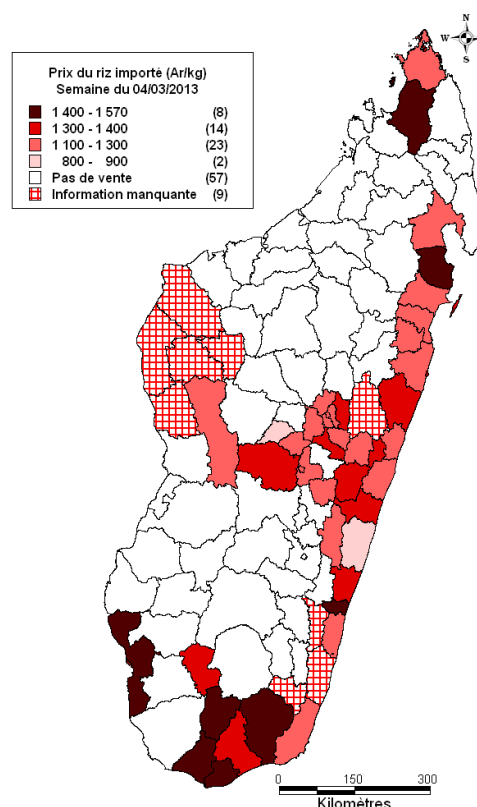 N
W E
S
Prix du riz importé (Ar/kg)
Semaine du 04/03/2013
1 400 - 1 570 (8)
1 300 - 1 400 (14)
1 100 - 1 300 (23)
800 - 900 (2)
Pas de vente (57)
Information manquante (9)
0 150 300
Kilomètres